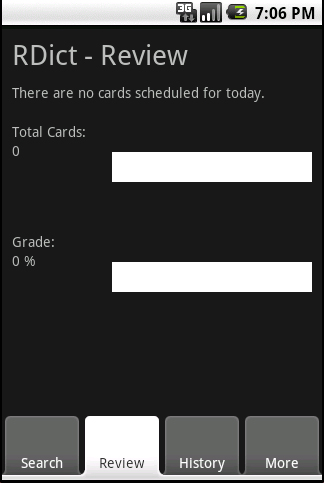 3G 7:06 PM
RDict - Review
There are no cards scheduled for today.
Total Cards:
0
Grade:
0 %
Search Review History More